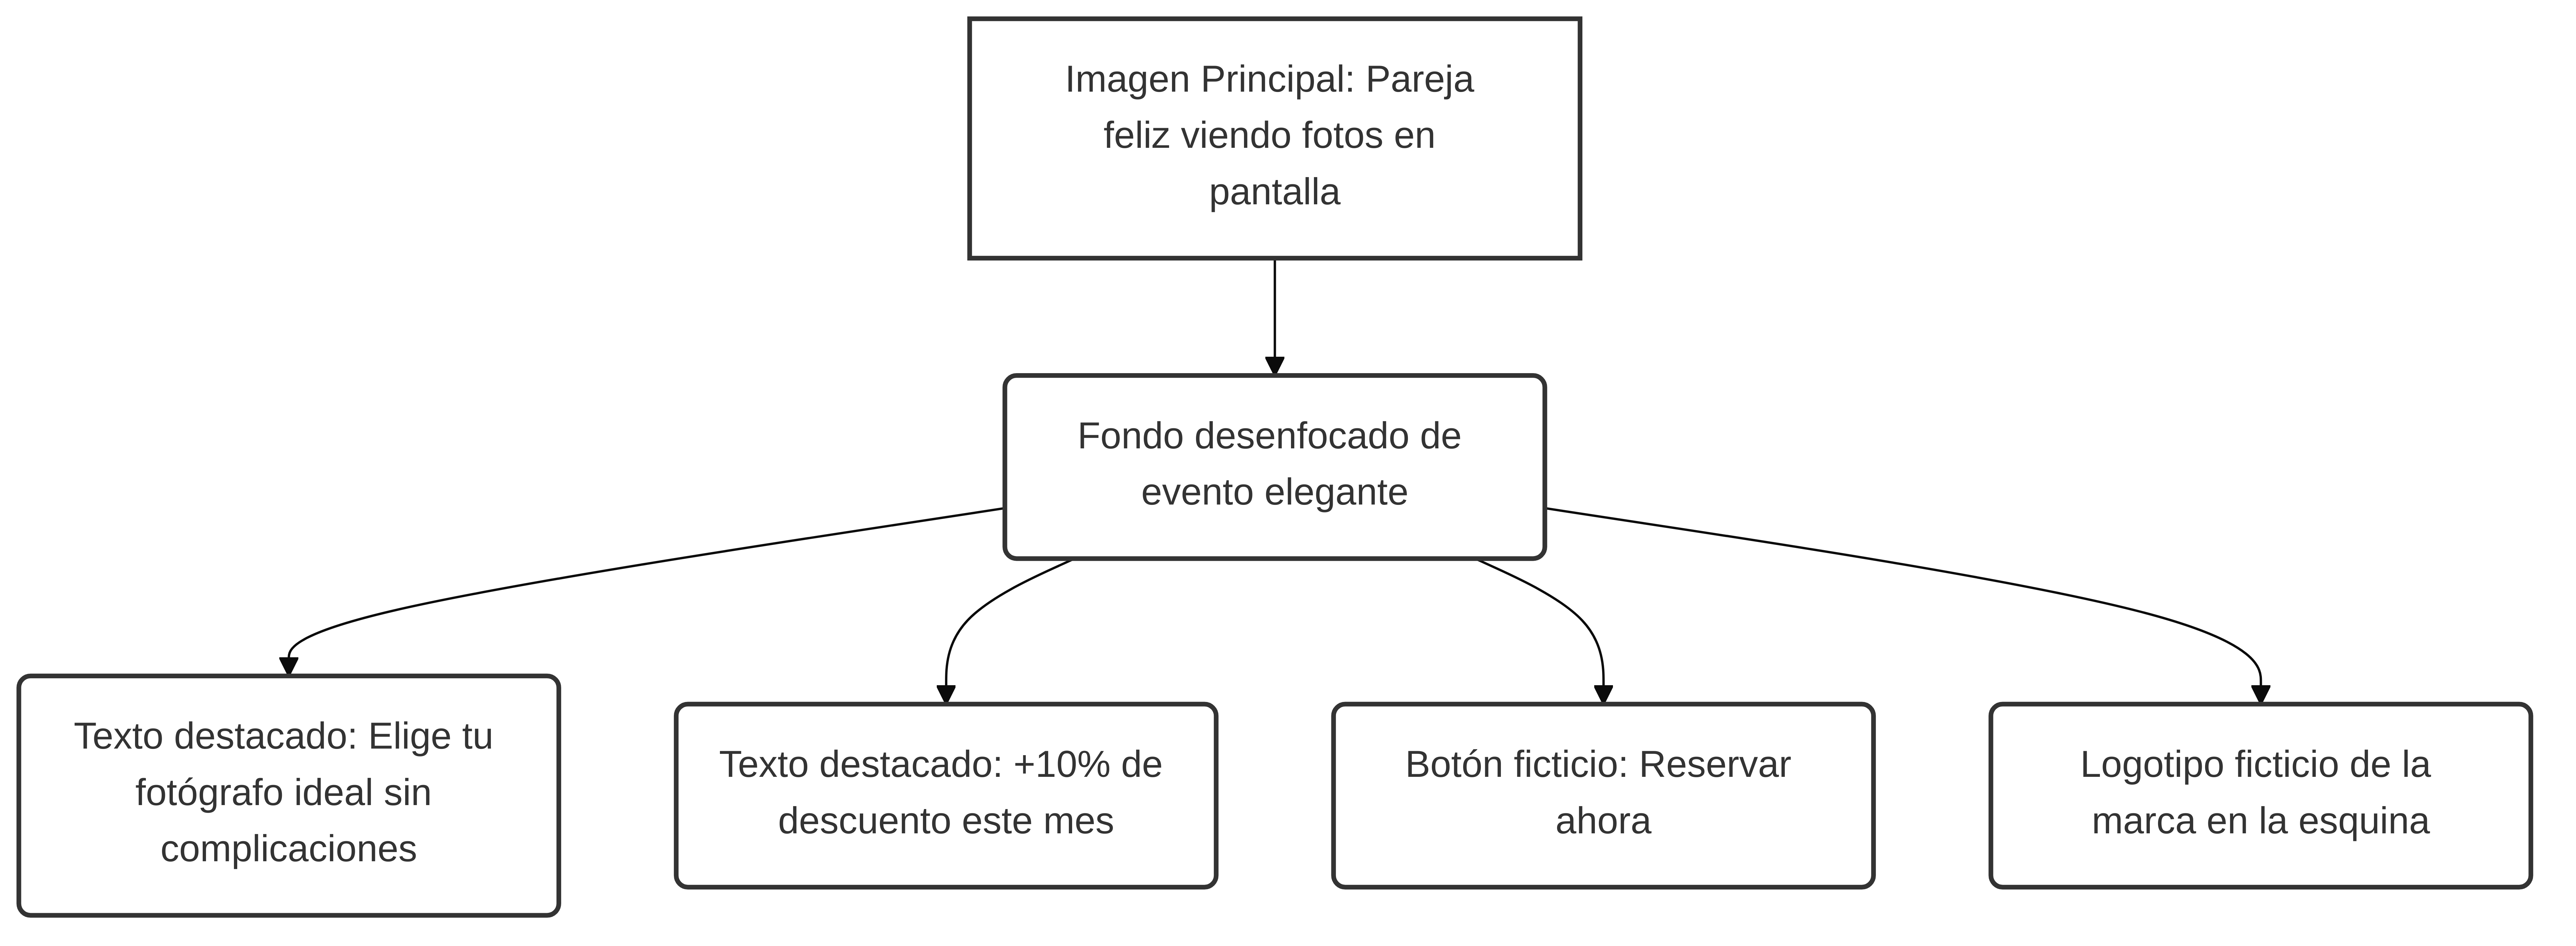 Imagen Principal: Pareja
feliz viendo fotos en
pantalla
Fondo desenfocado de
evento elegante
Texto destacado: Elige tu
fotógrafo ideal sin
complicaciones
Texto destacado: +10% de
descuento este mes
Botón ficticio: Reservar
ahora
Logotipo ficticio de la
marca en la esquina